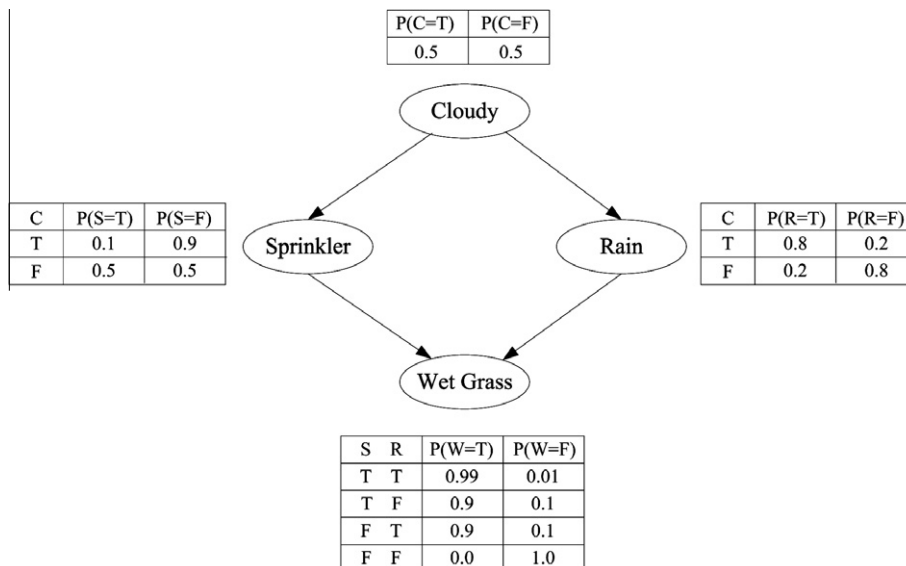 P(C=T) P(C=F)
0.5 0.5
Cloudy
C P(S=T) P(S=F)
T 0.1 0.9
F 0.5 0.5
Sprinkler
Rain
C P(R=T) P(R=F)
T 0.8 0.2
F 0.2 0.8
Wet Grass
S R P(W=T) P(W=F)
T T 0.99 0.01
T F 0.9 0.1
F T 0.9 0.1
F F 0.0 1.0